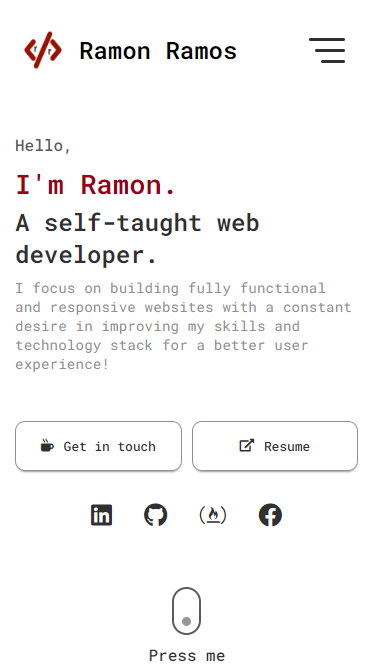 Ramon Ramos
Hello,
I'm Ramon.
A self-taught web
developer.
I focus on building fully functional
and responsive websites with a constant
desire in improving my skills and
technology stack for a better user
experience!
Get in touch
Resume
Press me